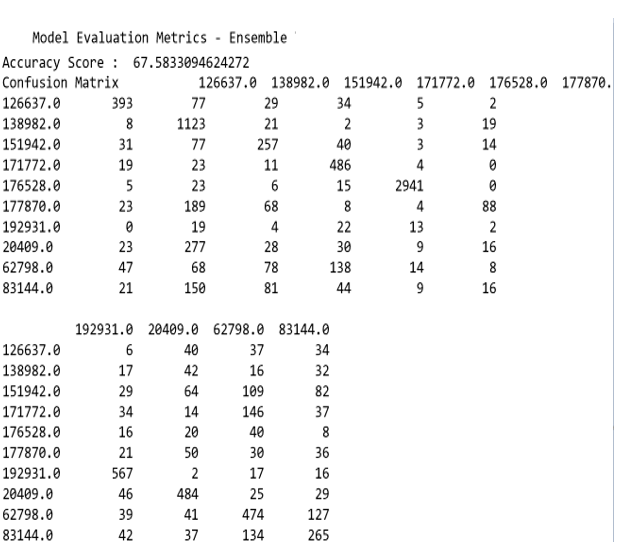 Model Evaluation Metrics - Ensemble
Accuracy Score :  67.5833094624272
Confusion Matrix          126637.0  138982.0  151942.0  171772.0  176528.0  177870.
126637.0       393        77        29        34         5         2
138982.0         8      1123        21         2         3        19
151942.0        31        77       257        40         3        14
171772.0        19        23        11       486         4         0
176528.0         5        23         6        15      2941         0
177870.0        23       189        68         8         4        88
192931.0         0        19         4        22        13         2
20409.0         23       277        28        30         9        16
62798.0         47        68        78       138        14         8
83144.0         21       150        81        44         9        16
192931.0  20409.0  62798.0  83144.0
126637.0         6        40        37        34
138982.0        17        42        16        32
151942.0        29        64       109        82
171772.0        34        14       146        37
176528.0        16        20        40         8
177870.0        21        50        30        36
192931.0       567         2        17        16
20409.0         46       484        25        29
62798.0         39        41       474       127
83144.0         42        37       134       265